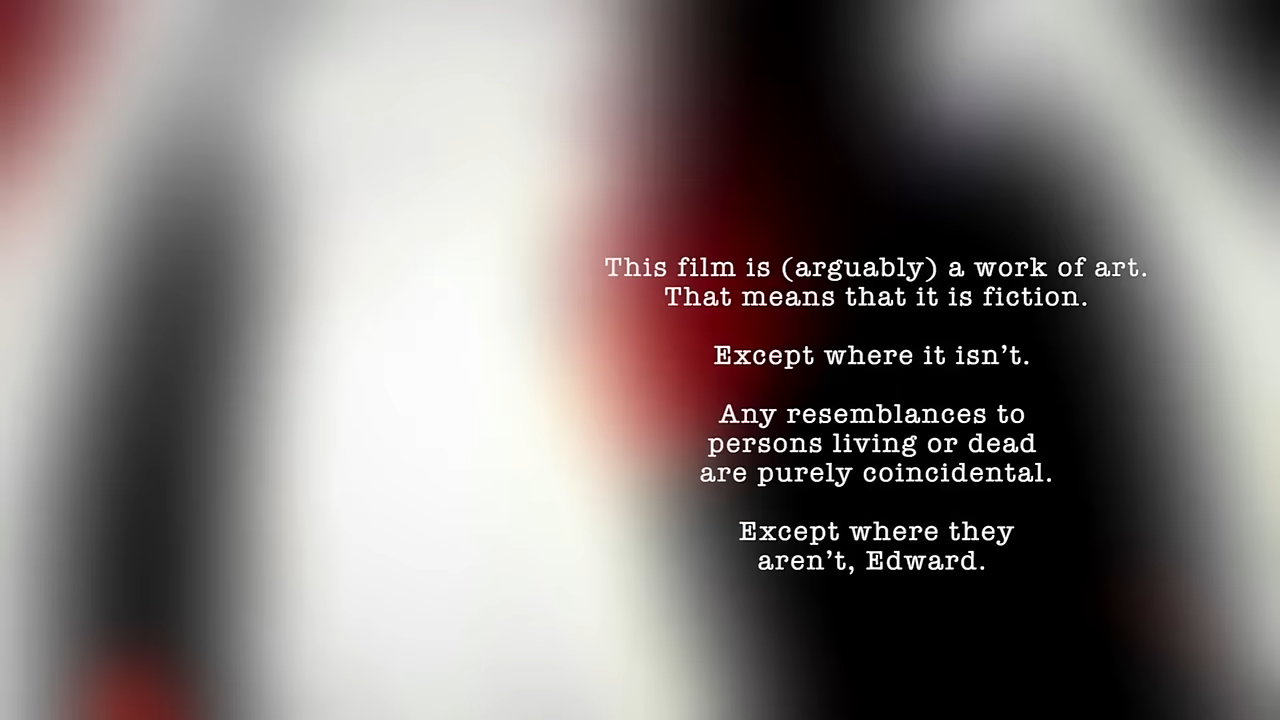 This film is (arguably) a work of art.
That means that it is fiction.
Except where it isn’t.
Any resemblances to
persons living or dead
are purely coincidental.
Except where they
aren’t, Edward.